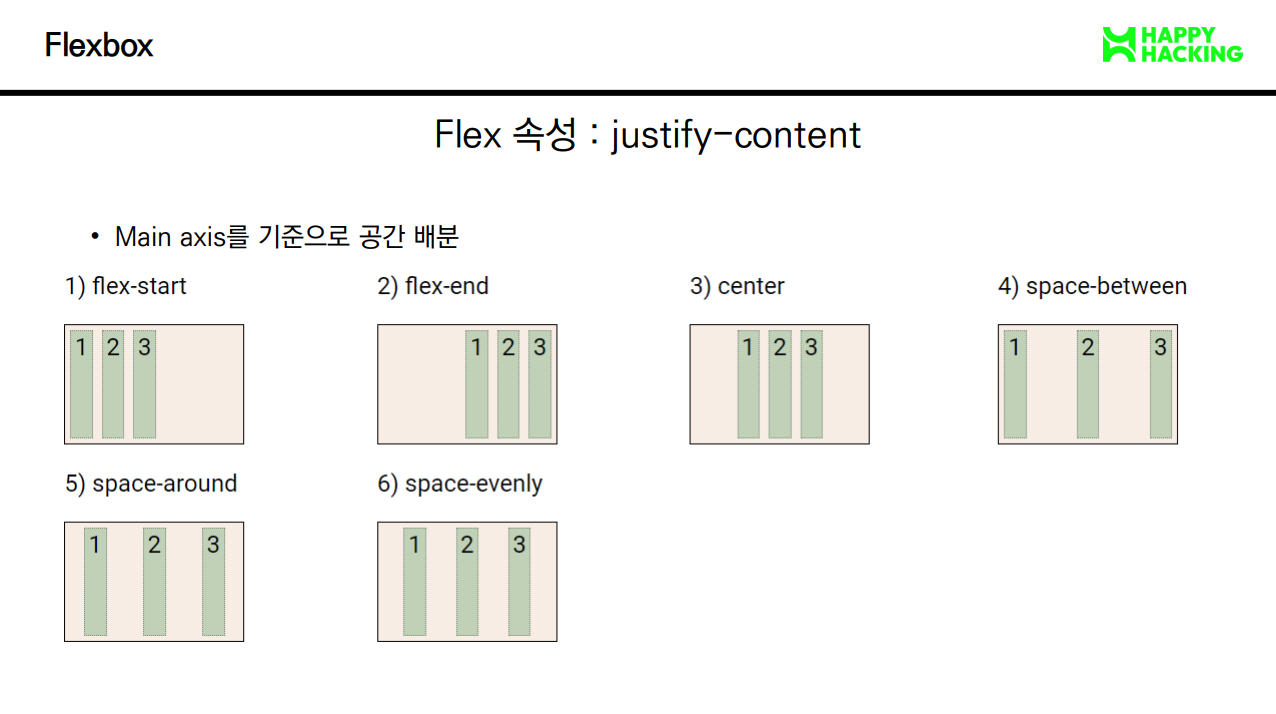 Flexbox
HAPPY
HACKING
Flex 속성 : justify-content
• Main axis를 기준으로 공간 배분
1) flex-start
2) flex-end
3) center
4) space-between
1 2 3
1 2 3
1 2 3
1 2 3
5) space-around
6) space-evenly
1 2 3
1 2 3